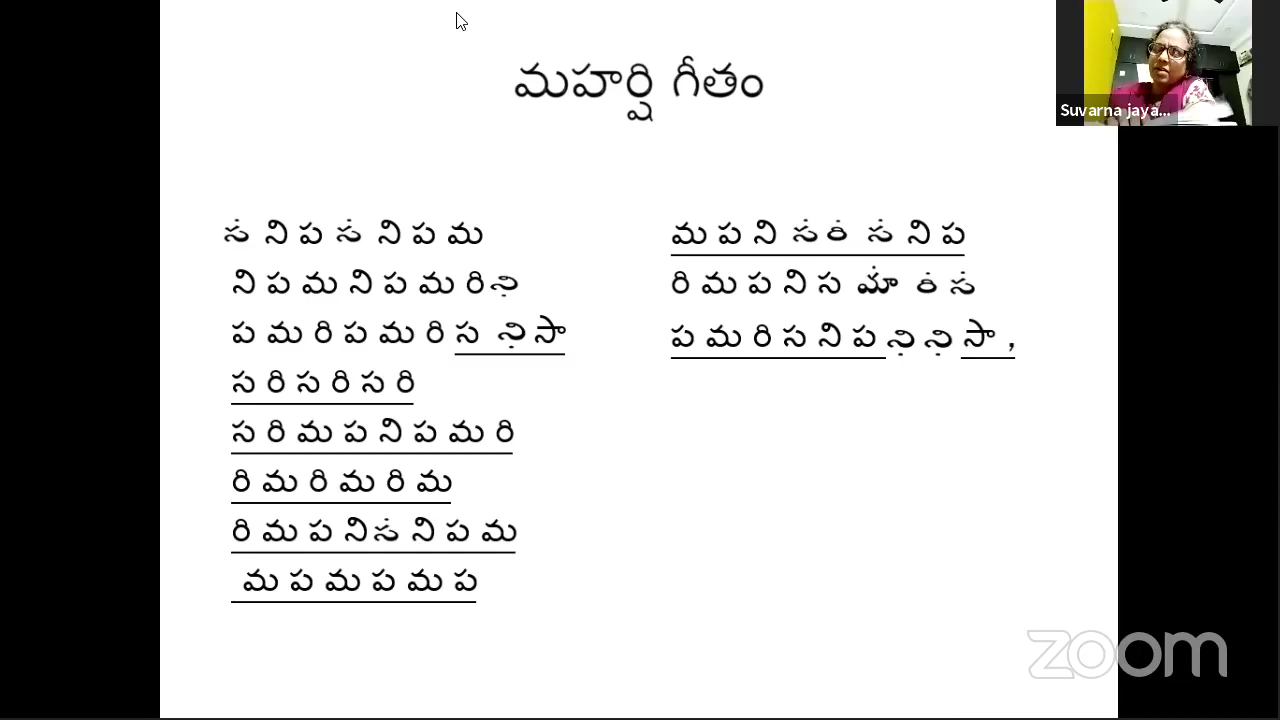 మహర్షి గీతం
Suvarna jaya...
స̇ ని ప స̇ ని ప మ
ని ప మ ని ప మ రి ని̣
ప మ రి ప మ రి స ని̣ సా
స రి స రి స రి
స రి మ ప ని ప మ రి
రి మ రి మ రి మ
రి మ ప ని స̇ ని ప మ
మ ప మ ప మ ప
మ ప ని స̇ రి̇ స̇ ని ప
రి మ ప ని స మా̇ రి̇ స̇
ప మ రి స ని ప ని̣ ని̣ సా ,
zoom